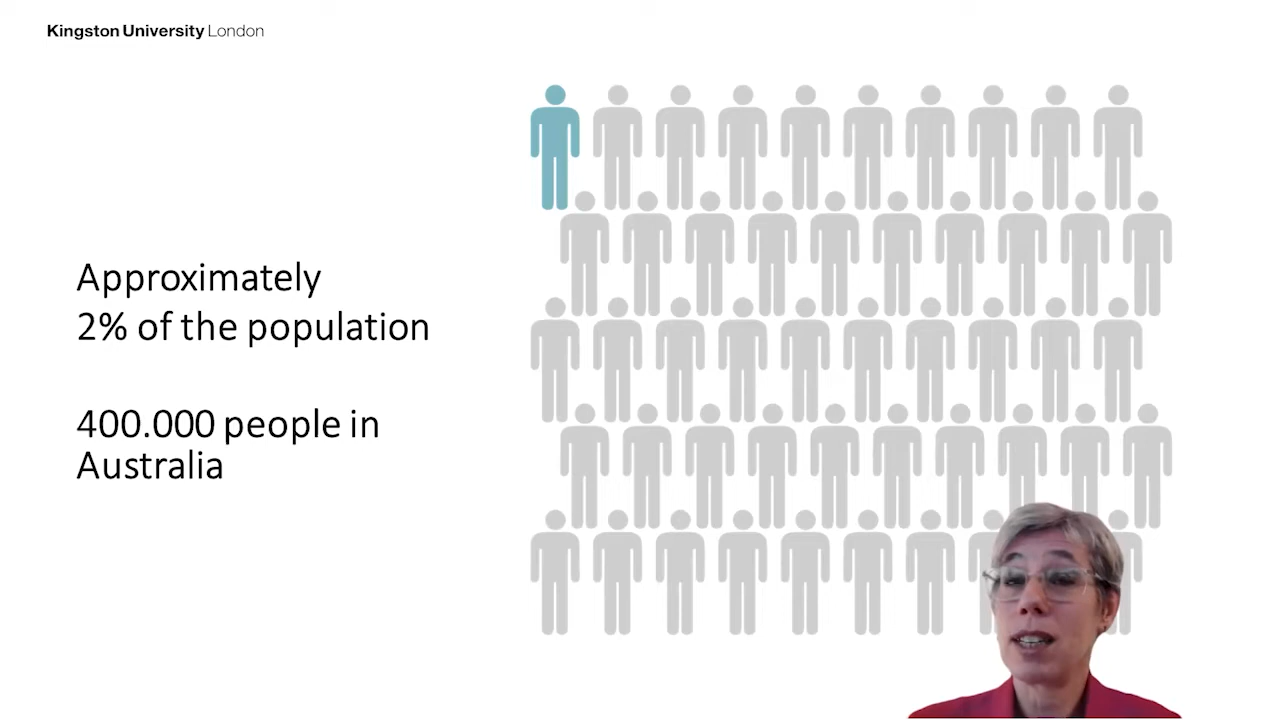 Kingston University London
Approximately
2% of the population
400.000 people in
Australia